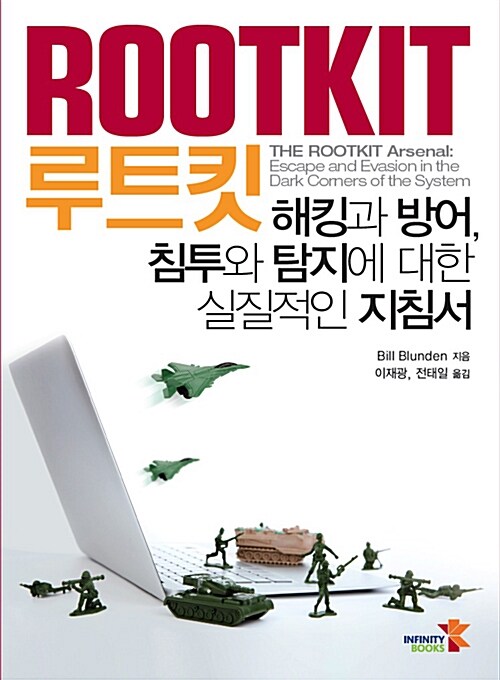 ROOTKIT
루트킷
THE ROOTKIT Arsenal:
Escape and Evasion in the
Dark Corners of the System
해킹과 방어,
침투와 탐지에 대한
실질적인 지침서
Bill Blunden 지음
이재광, 전태일 옮김
INFINITY
BOOKS